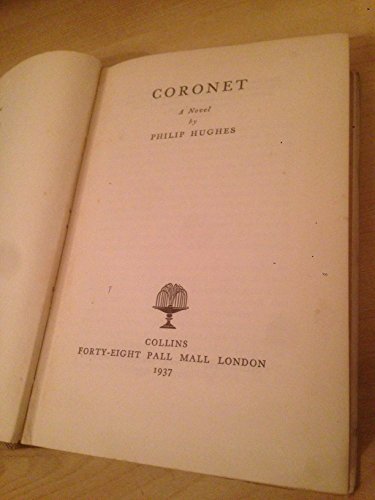 CORONET
A Novel
by
PHILIP HUGHES
COLLINS
FORTY-EIGHT PALL MALL LONDON
1937